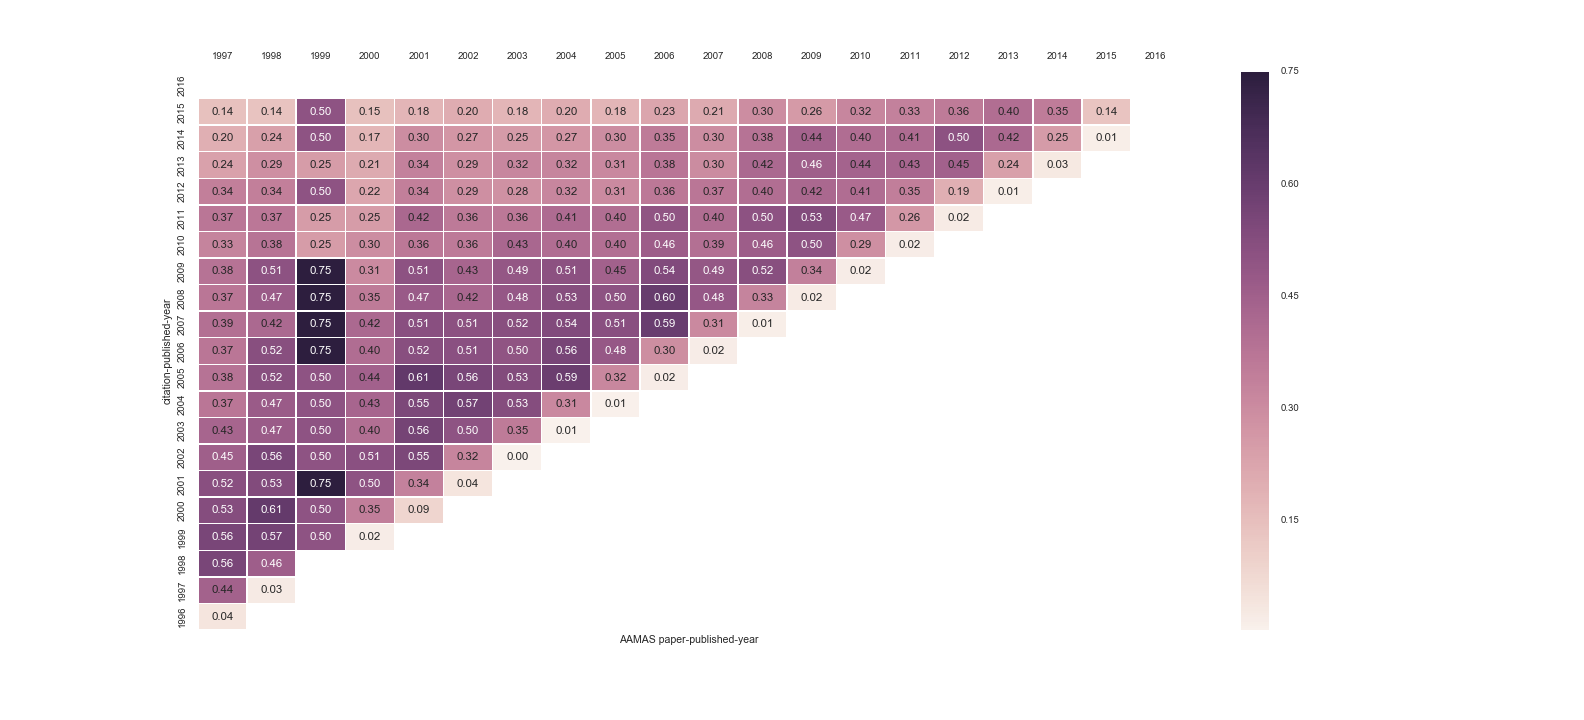 1997 1998 1999 2000 2001 2002 2003 2004 2005 2006 2007 2008 2009 2010 2011 2012 2013 2014 2015 2016
0.75
2016
2015 0.14 0.14 0.50 0.15 0.18 0.20 0.18 0.20 0.18 0.23 0.21 0.30 0.26 0.32 0.33 0.36 0.40 0.35 0.14
2014 0.20 0.24 0.50 0.17 0.30 0.27 0.25 0.27 0.30 0.35 0.30 0.38 0.44 0.40 0.41 0.50 0.42 0.25 0.01
2013 0.24 0.29 0.25 0.21 0.34 0.29 0.32 0.32 0.31 0.38 0.30 0.42 0.46 0.44 0.43 0.45 0.24 0.03
0.60
2012 0.34 0.34 0.50 0.22 0.34 0.29 0.28 0.32 0.31 0.36 0.37 0.40 0.42 0.41 0.35 0.19 0.01
2011 0.37 0.37 0.25 0.25 0.42 0.36 0.36 0.41 0.40 0.50 0.40 0.50 0.53 0.47 0.26 0.02
2010 0.33 0.38 0.25 0.30 0.36 0.36 0.43 0.40 0.40 0.46 0.39 0.46 0.50 0.29 0.02
2009 0.38 0.51 0.75 0.31 0.51 0.43 0.49 0.51 0.45 0.54 0.49 0.52 0.34 0.02
2008 0.37 0.47 0.75 0.35 0.47 0.42 0.48 0.53 0.50 0.60 0.48 0.33 0.02
0.45
2007 0.39 0.42 0.75 0.42 0.51 0.51 0.52 0.54 0.51 0.59 0.31 0.01
citation-published-year
2006 0.37 0.52 0.75 0.40 0.52 0.51 0.50 0.56 0.48 0.30 0.02
2005 0.38 0.52 0.50 0.44 0.61 0.56 0.53 0.59 0.32 0.02
2004 0.37 0.47 0.50 0.43 0.55 0.57 0.53 0.31 0.01
0.30
2003 0.43 0.47 0.50 0.40 0.56 0.50 0.35 0.01
2002 0.45 0.56 0.50 0.51 0.55 0.32 0.00
2001 0.52 0.53 0.75 0.50 0.34 0.04
2000 0.53 0.61 0.50 0.35 0.09
0.15
1999 0.56 0.57 0.50 0.02
1998 0.56 0.46
1997 0.44 0.03
1996 0.04
AAMAS paper-published-year